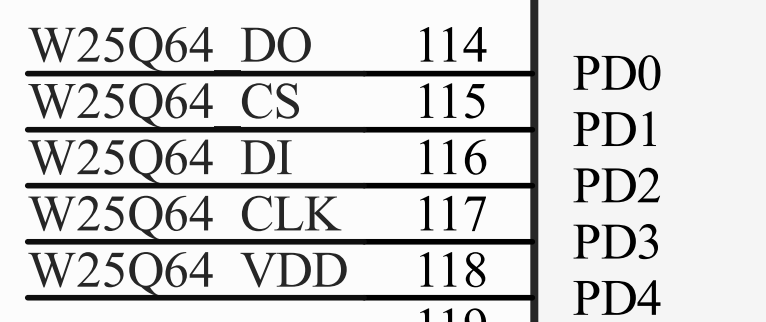 W25Q64_DO 114 PD0
W25Q64_CS 115 PD1
W25Q64_DI 116 PD2
W25Q64_CLK 117 PD3
W25Q64_VDD 118 PD4